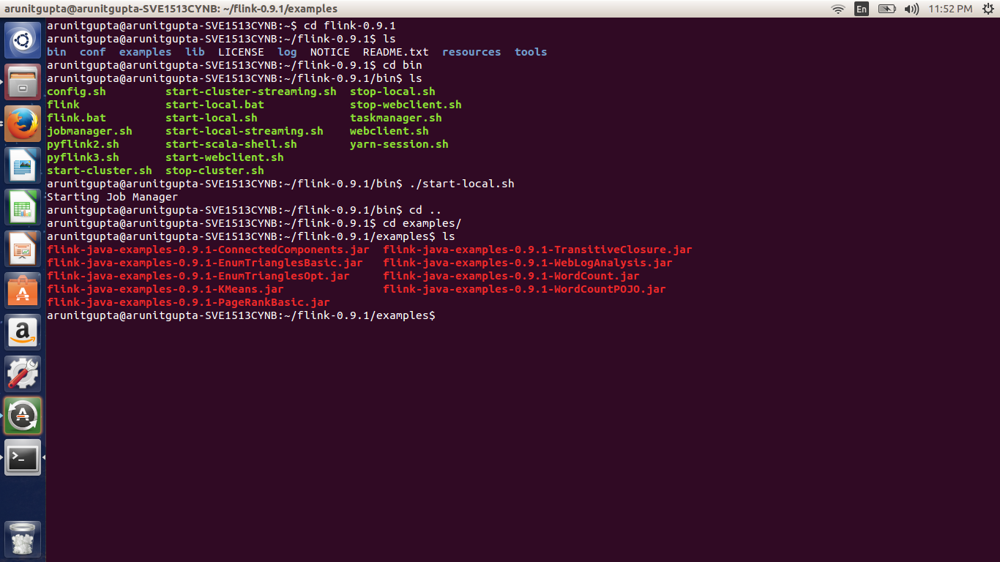 arunitgupta@arunitgupta-SVE1513CYNB: ~/flink-0.9.1/examples En 11:52 PM
arunitgupta@arunitgupta-SVE1513CYNB:~$ cd flink-0.9.1
arunitgupta@arunitgupta-SVE1513CYNB:~/flink-0.9.1$ ls
bin conf examples lib LICENSE log NOTICE README.txt resources tools
arunitgupta@arunitgupta-SVE1513CYNB:~/flink-0.9.1$ cd bin
arunitgupta@arunitgupta-SVE1513CYNB:~/flink-0.9.1/bin$ ls
config.sh start-cluster-streaming.sh stop-local.sh
flink start-local.bat stop-webclient.sh
flink.bat start-local.sh taskmanager.sh
jobmanager.sh start-local-streaming.sh webclient.sh
pyflink2.sh start-scala-shell.sh yarn-session.sh
pyflink3.sh start-webclient.sh
start-cluster.sh stop-cluster.sh
arunitgupta@arunitgupta-SVE1513CYNB:~/flink-0.9.1/bin$ ./start-local.sh
Starting Job Manager
arunitgupta@arunitgupta-SVE1513CYNB:~/flink-0.9.1/bin$ cd ..
arunitgupta@arunitgupta-SVE1513CYNB:~/flink-0.9.1$ cd examples/
arunitgupta@arunitgupta-SVE1513CYNB:~/flink-0.9.1/examples$ ls
flink-java-examples-0.9.1-ConnectedComponents.jar flink-java-examples-0.9.1-TransitiveClosure.jar
flink-java-examples-0.9.1-EnumTrianglesBasic.jar flink-java-examples-0.9.1-WebLogAnalysis.jar
flink-java-examples-0.9.1-EnumTrianglesOpt.jar flink-java-examples-0.9.1-WordCount.jar
flink-java-examples-0.9.1-KMeans.jar flink-java-examples-0.9.1-WordCountPOJO.jar
flink-java-examples-0.9.1-PageRankBasic.jar
arunitgupta@arunitgupta-SVE1513CYNB:~/flink-0.9.1/examples$